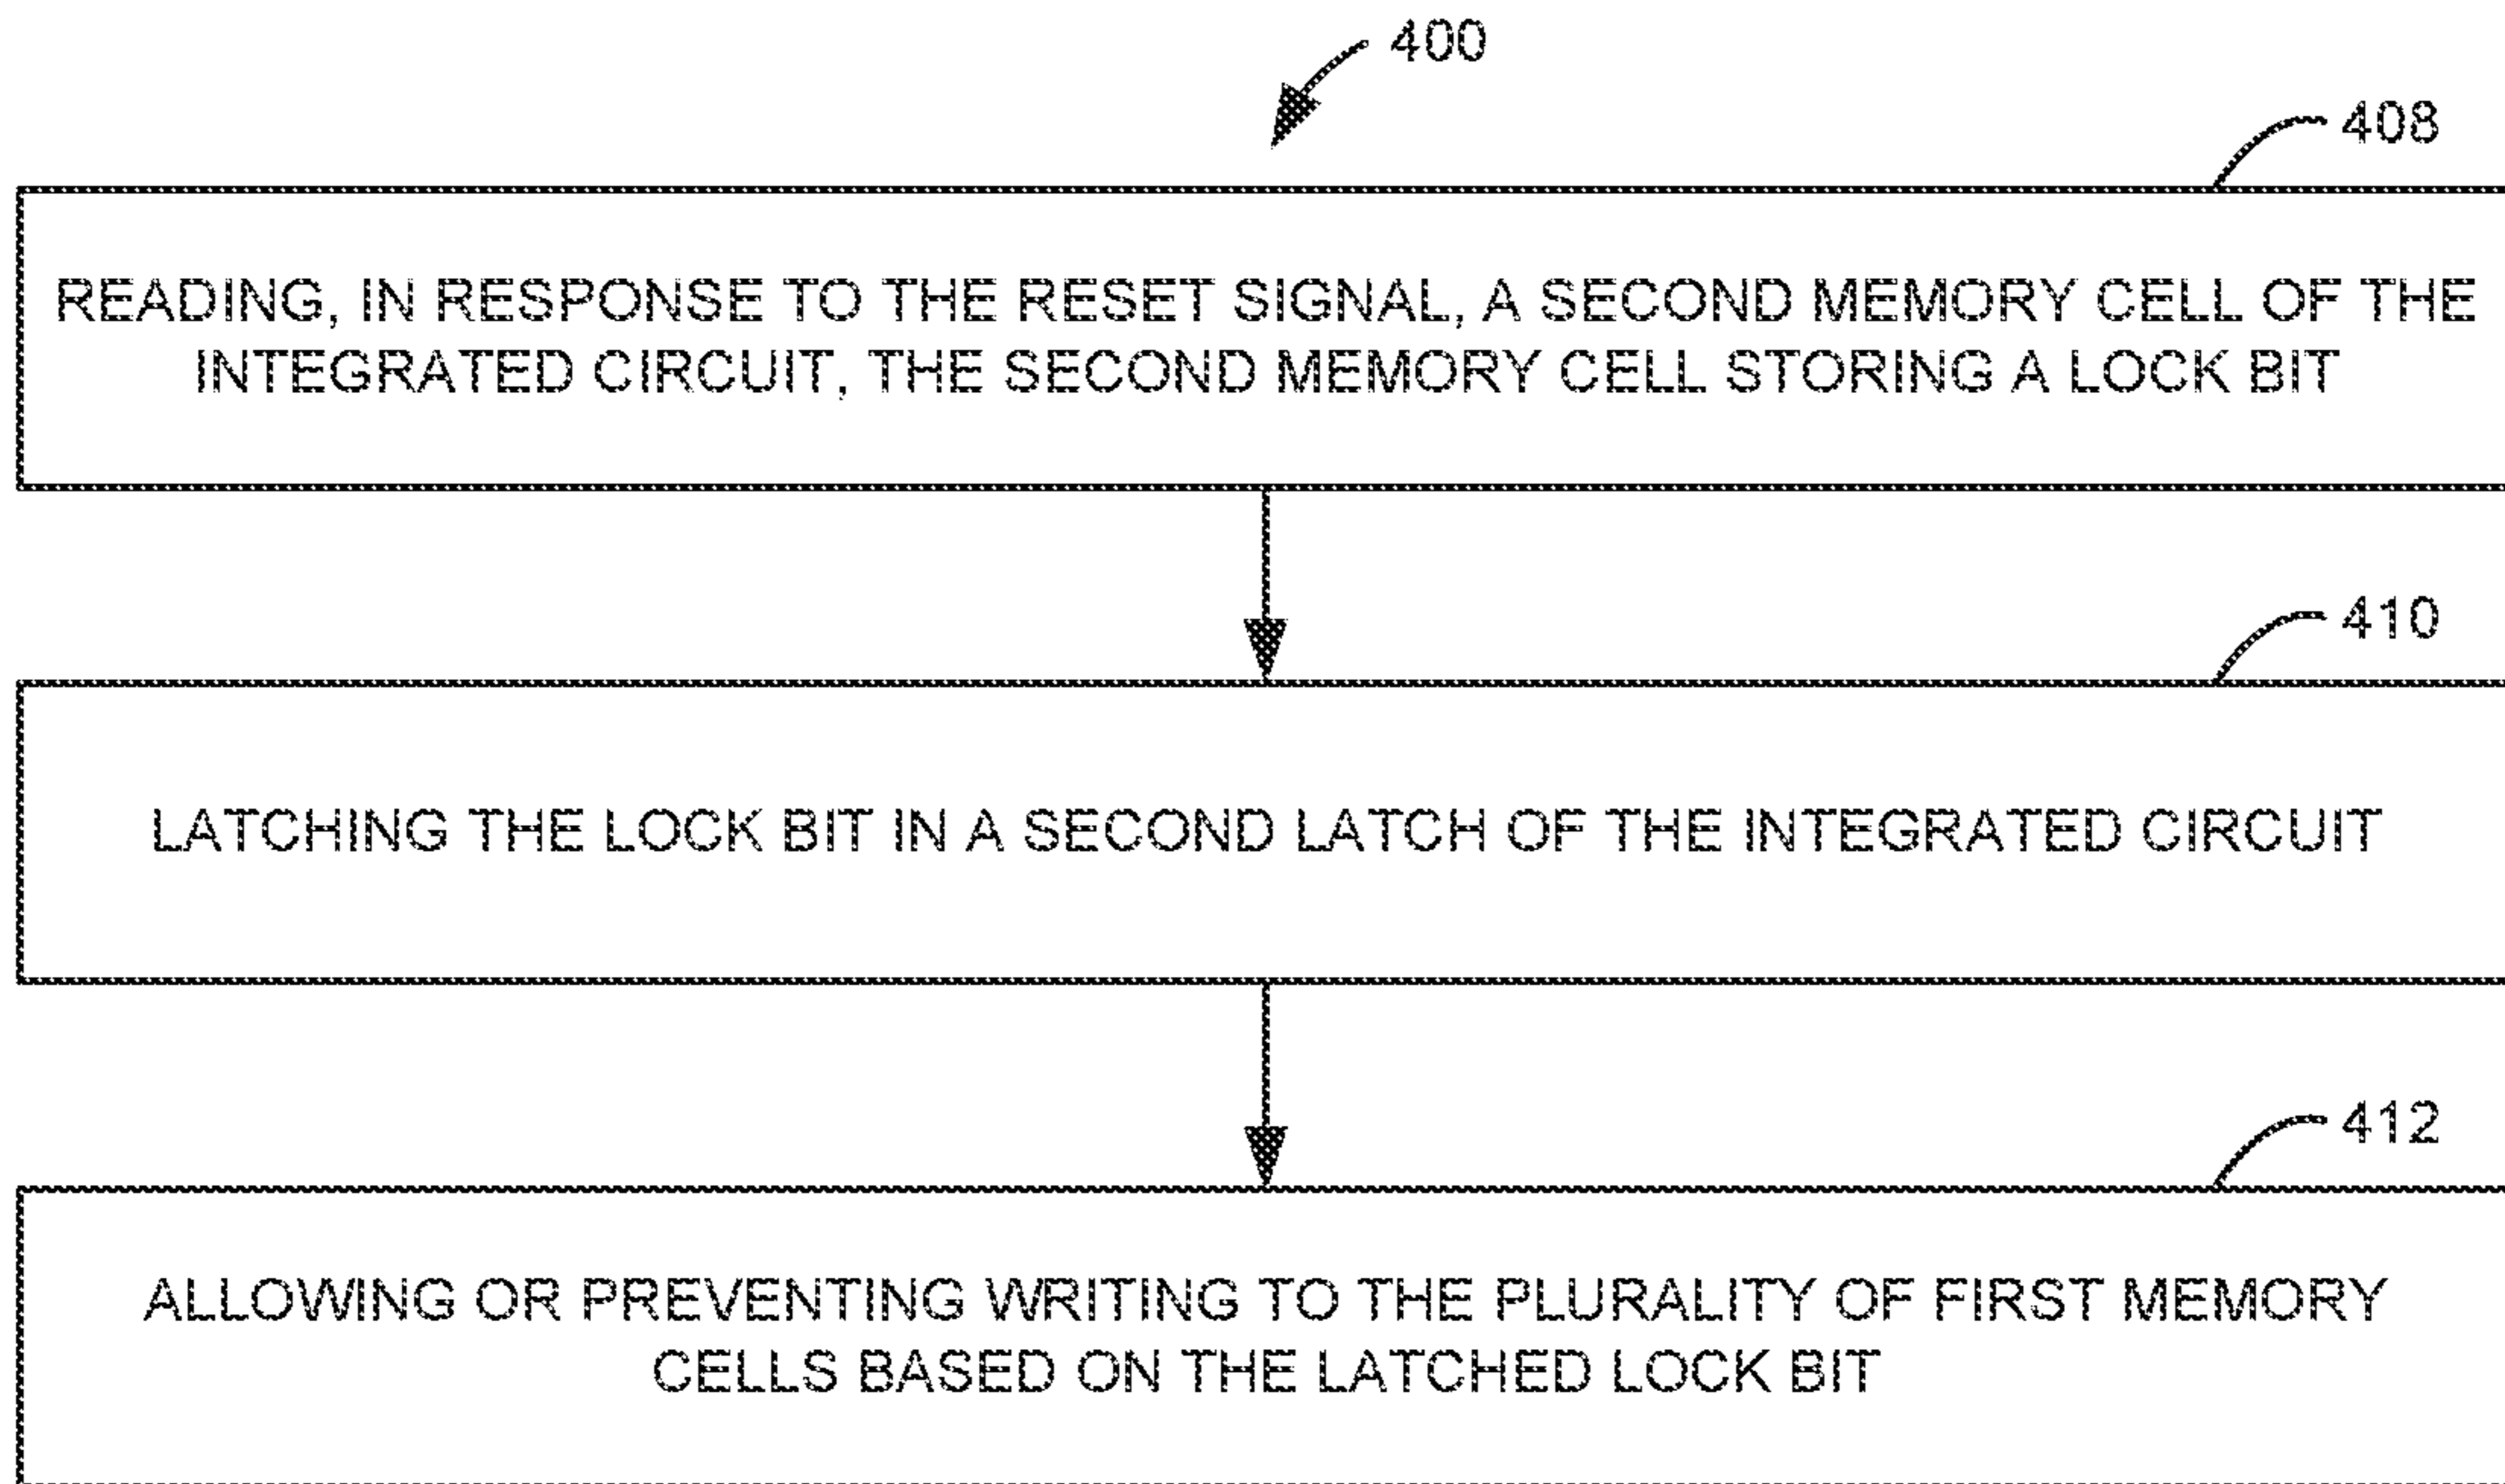 400
408
READING, IN RESPONSE TO THE RESET SIGNAL, A SECOND MEMORY CELL OF THE
INTEGRATED CIRCUIT, THE SECOND MEMORY CELL STORING A LOCK BIT
410
LATCHING THE LOCK BIT IN A SECOND LATCH OF THE INTEGRATED CIRCUIT
412
ALLOWING OR PREVENTING WRITING TO THE PLURALITY OF FIRST MEMORY
CELLS BASED ON THE LATCHED LOCK BIT